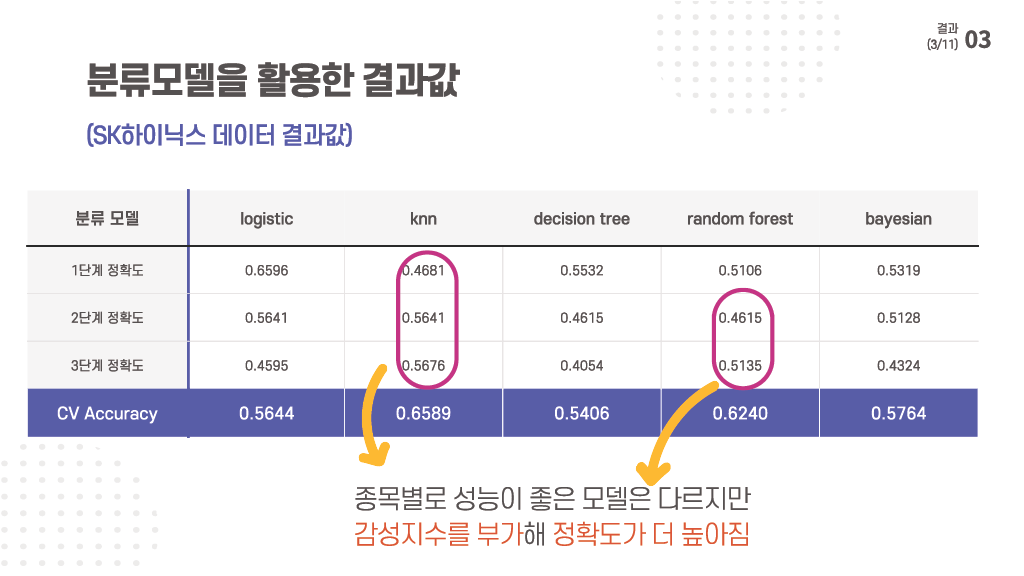 결과
(3/11) 03
분류모델을 활용한 결과값
(SK하이닉스 데이터 결과값)
분류 모델 logistic knn decision tree random forest bayesian
1단계 정확도 0.6596 0.4681 0.5532 0.5106 0.5319
2단계 정확도 0.5641 0.5641 0.4615 0.4615 0.5128
3단계 정확도 0.4595 0.5676 0.4054 0.5135 0.4324
CV Accuracy 0.5644 0.6589 0.5406 0.6240 0.5764
종목별로 성능이 좋은 모델은 다르지만
감성지수를 부가해 정확도가 더 높아짐